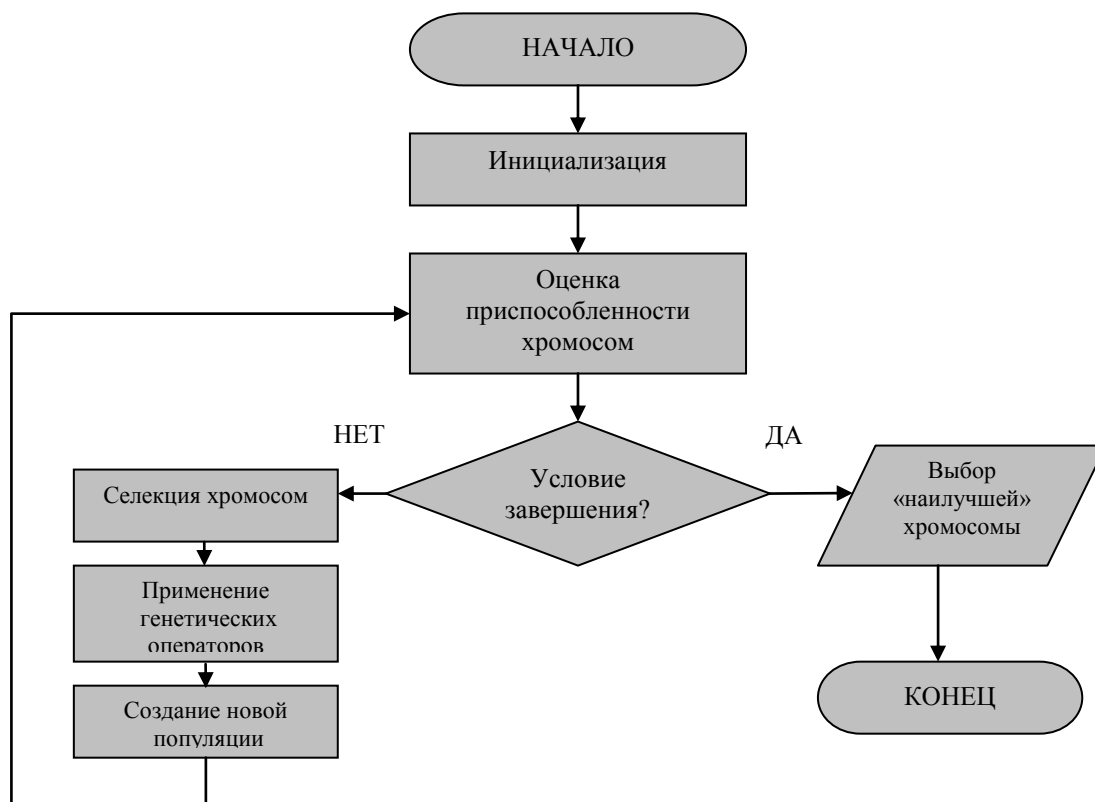 НАЧАЛО
Инициализация
Оценка
приспособленности
хромосом
НЕТ
ДА
Условие
завершения?
Выбор
«наилучшей»
хромосомы
Селекция хромосом
Применение
генетических
операторов
Создание новой
популяции
КОНЕЦ